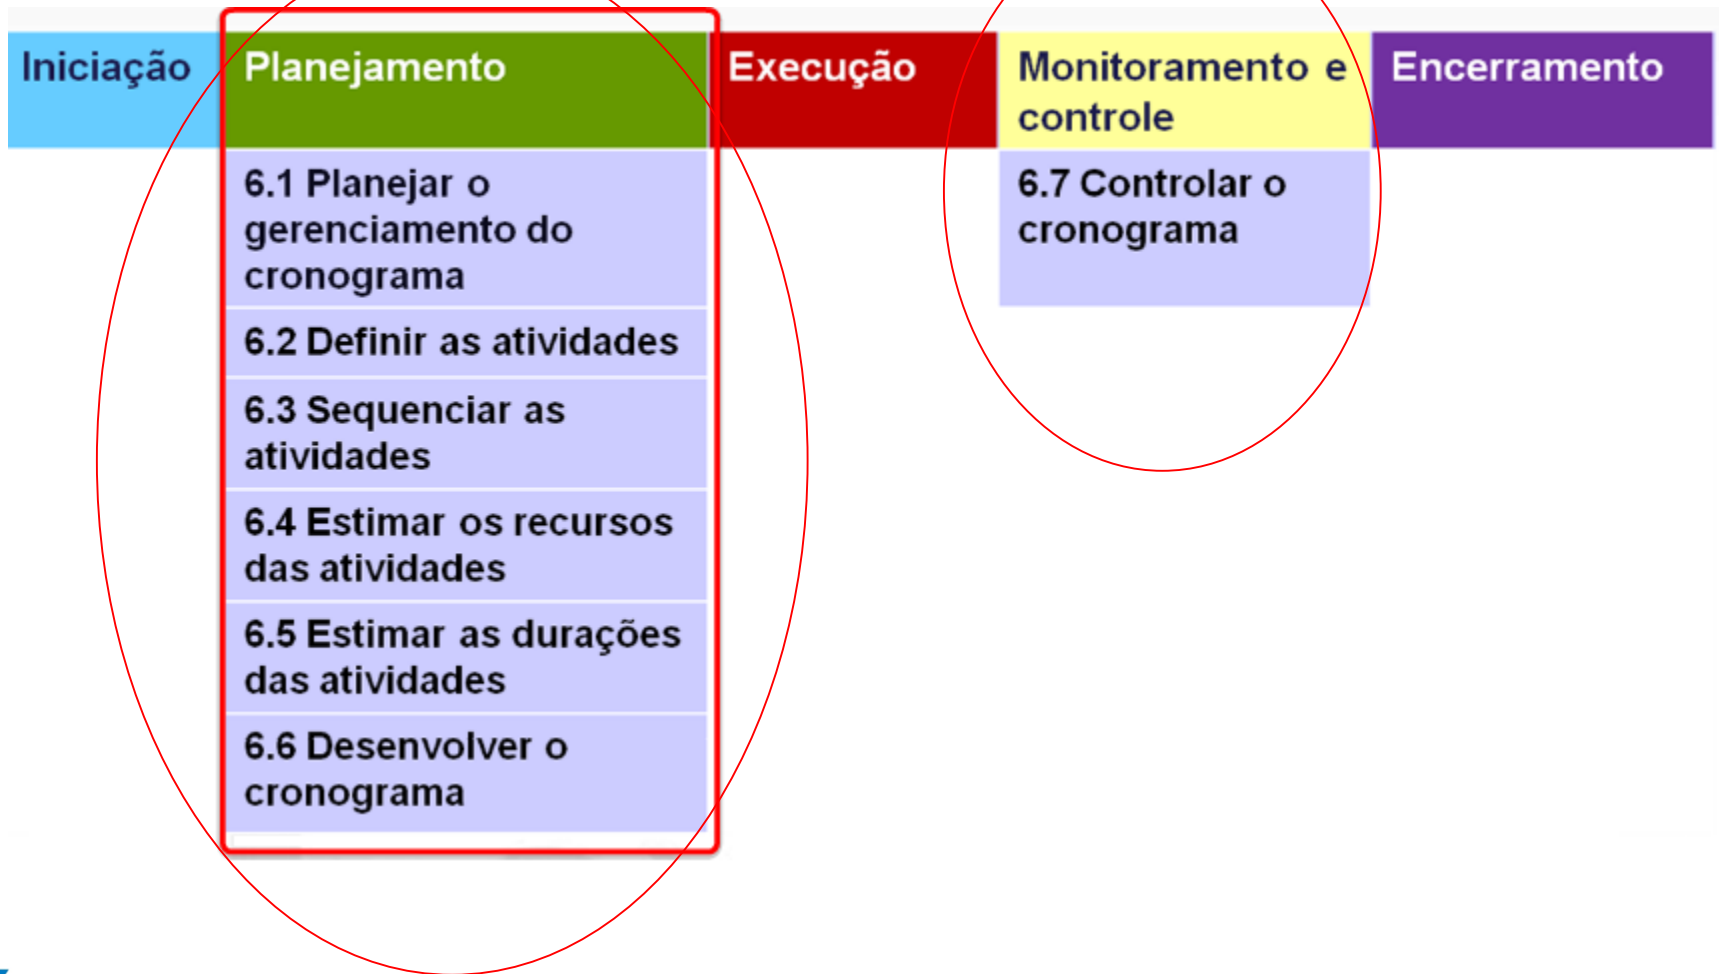 Iniciação
Planejamento
Execução
Monitoramento e
controle
Encerramento
6.1 Planejar o
gerenciamento do
cronograma
6.2 Definir as atividades
6.3 Sequenciar as
atividades
6.4 Estimar os recursos
das atividades
6.5 Estimar as durações
das atividades
6.6 Desenvolver o
cronograma
6.7 Controlar o
cronograma